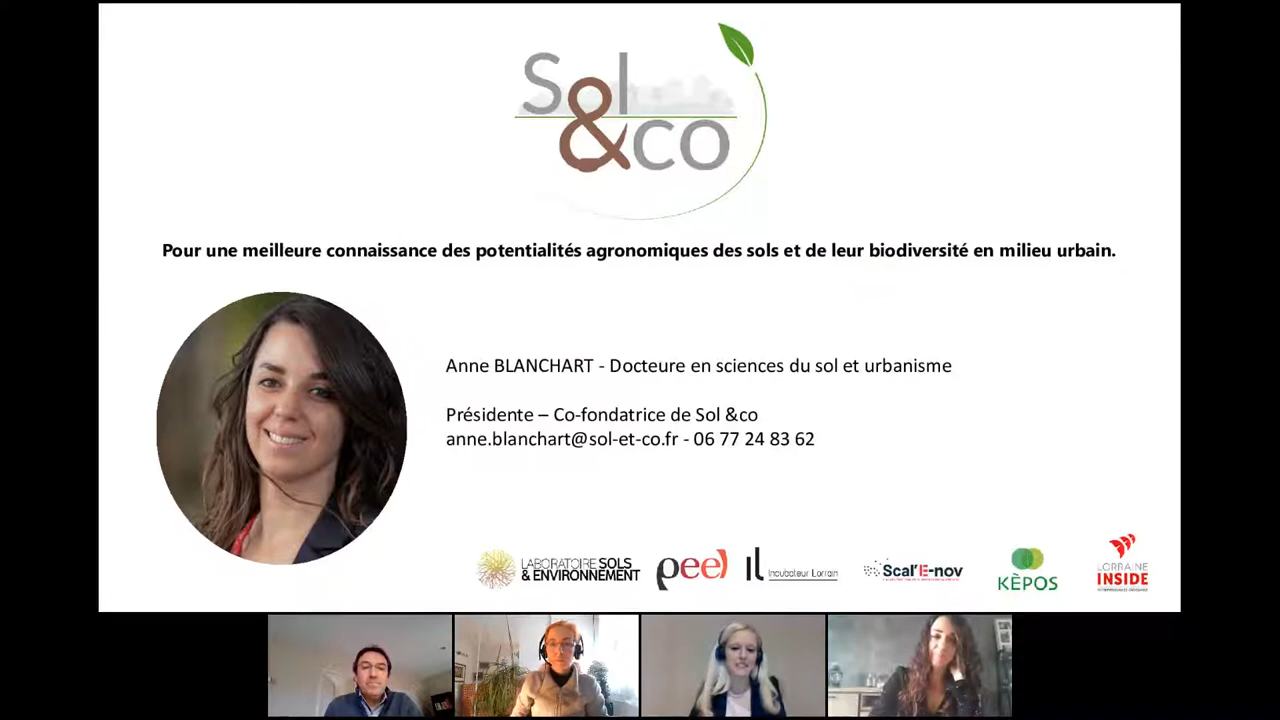 Sol
&co
Pour une meilleure connaissance des potentialités agronomiques des sols et de leur biodiversité en milieu urbain.
Anne BLANCHART - Docteure en sciences du sol et urbanisme
Présidente – Co-fondatrice de Sol &co
anne.blanchart@sol-et-co.fr - 06 77 24 83 62
LABORATOIRE SOLS
& ENVIRONNEMENT
peel
IL Incubateur Lorrain
Scal'E-nov
KÈPOS
LORRAINE
INSIDE